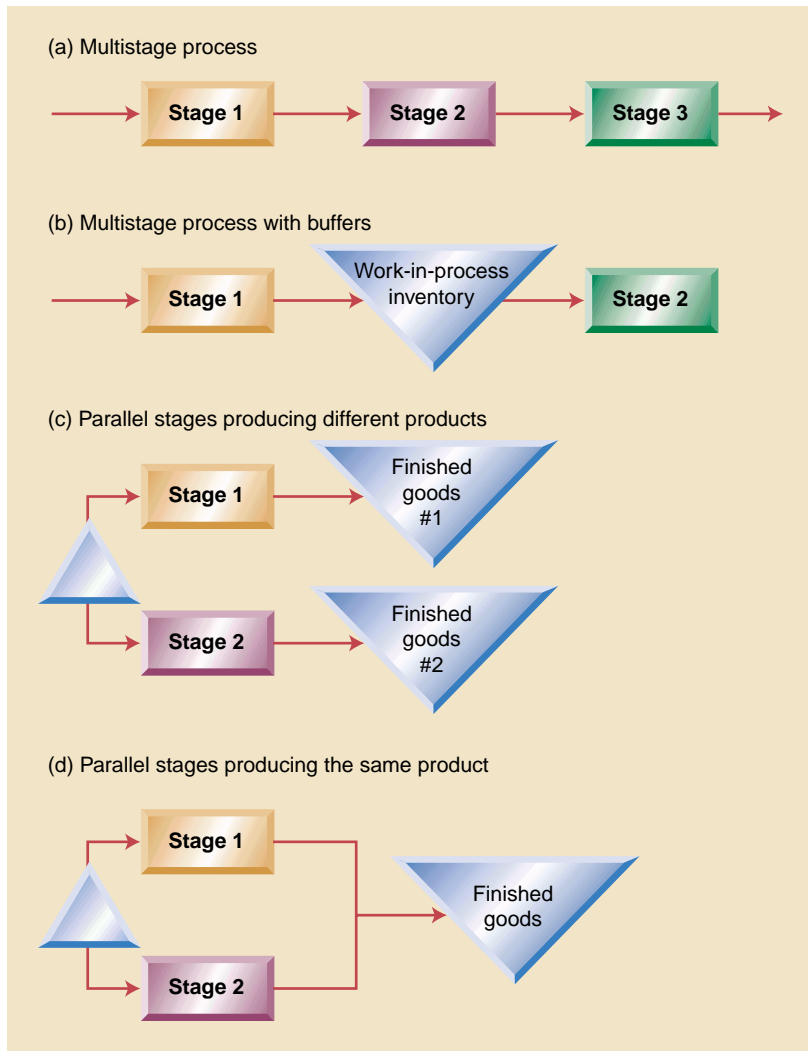 (a) Multistage process
Stage 1
Stage 2
Stage 3
(b) Multistage process with buffers
Stage 1
Work-in-process
inventory
Stage 2
(c) Parallel stages producing different products
Stage 1
Finished
goods
#1
Stage 2
Finished
goods
#2
(d) Parallel stages producing the same product
Stage 1
Finished
goods
Stage 2